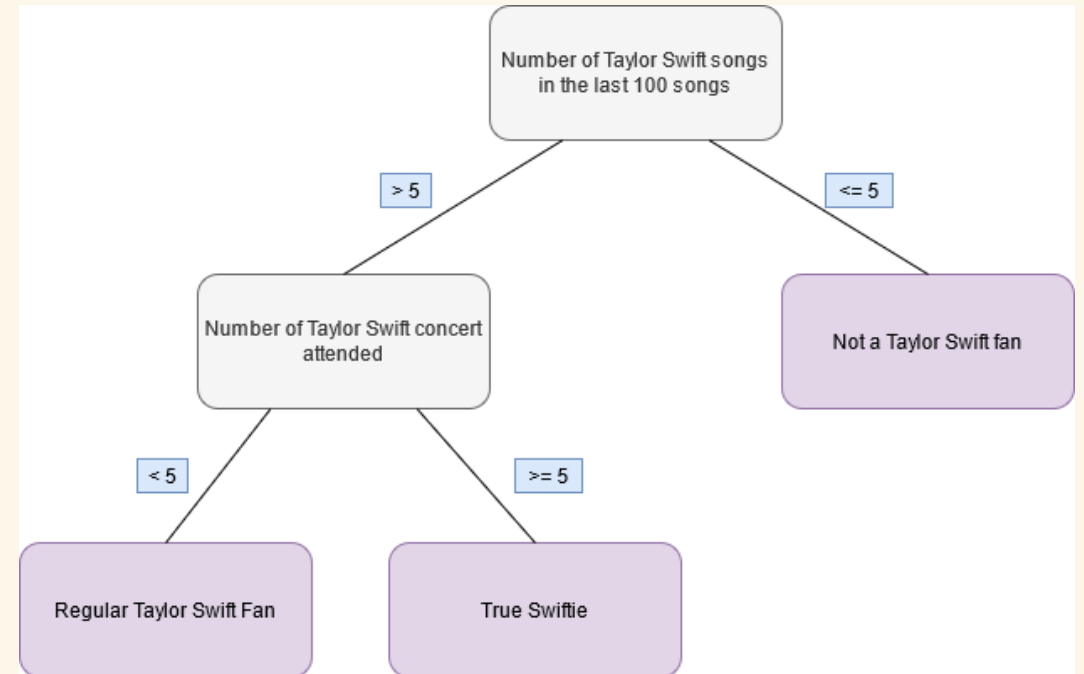 Number of Taylor Swift songs
in the last 100 songs
> 5
<= 5
Number of Taylor Swift concert
attended
Not a Taylor Swift fan
< 5
>= 5
Regular Taylor Swift Fan
True Swiftie